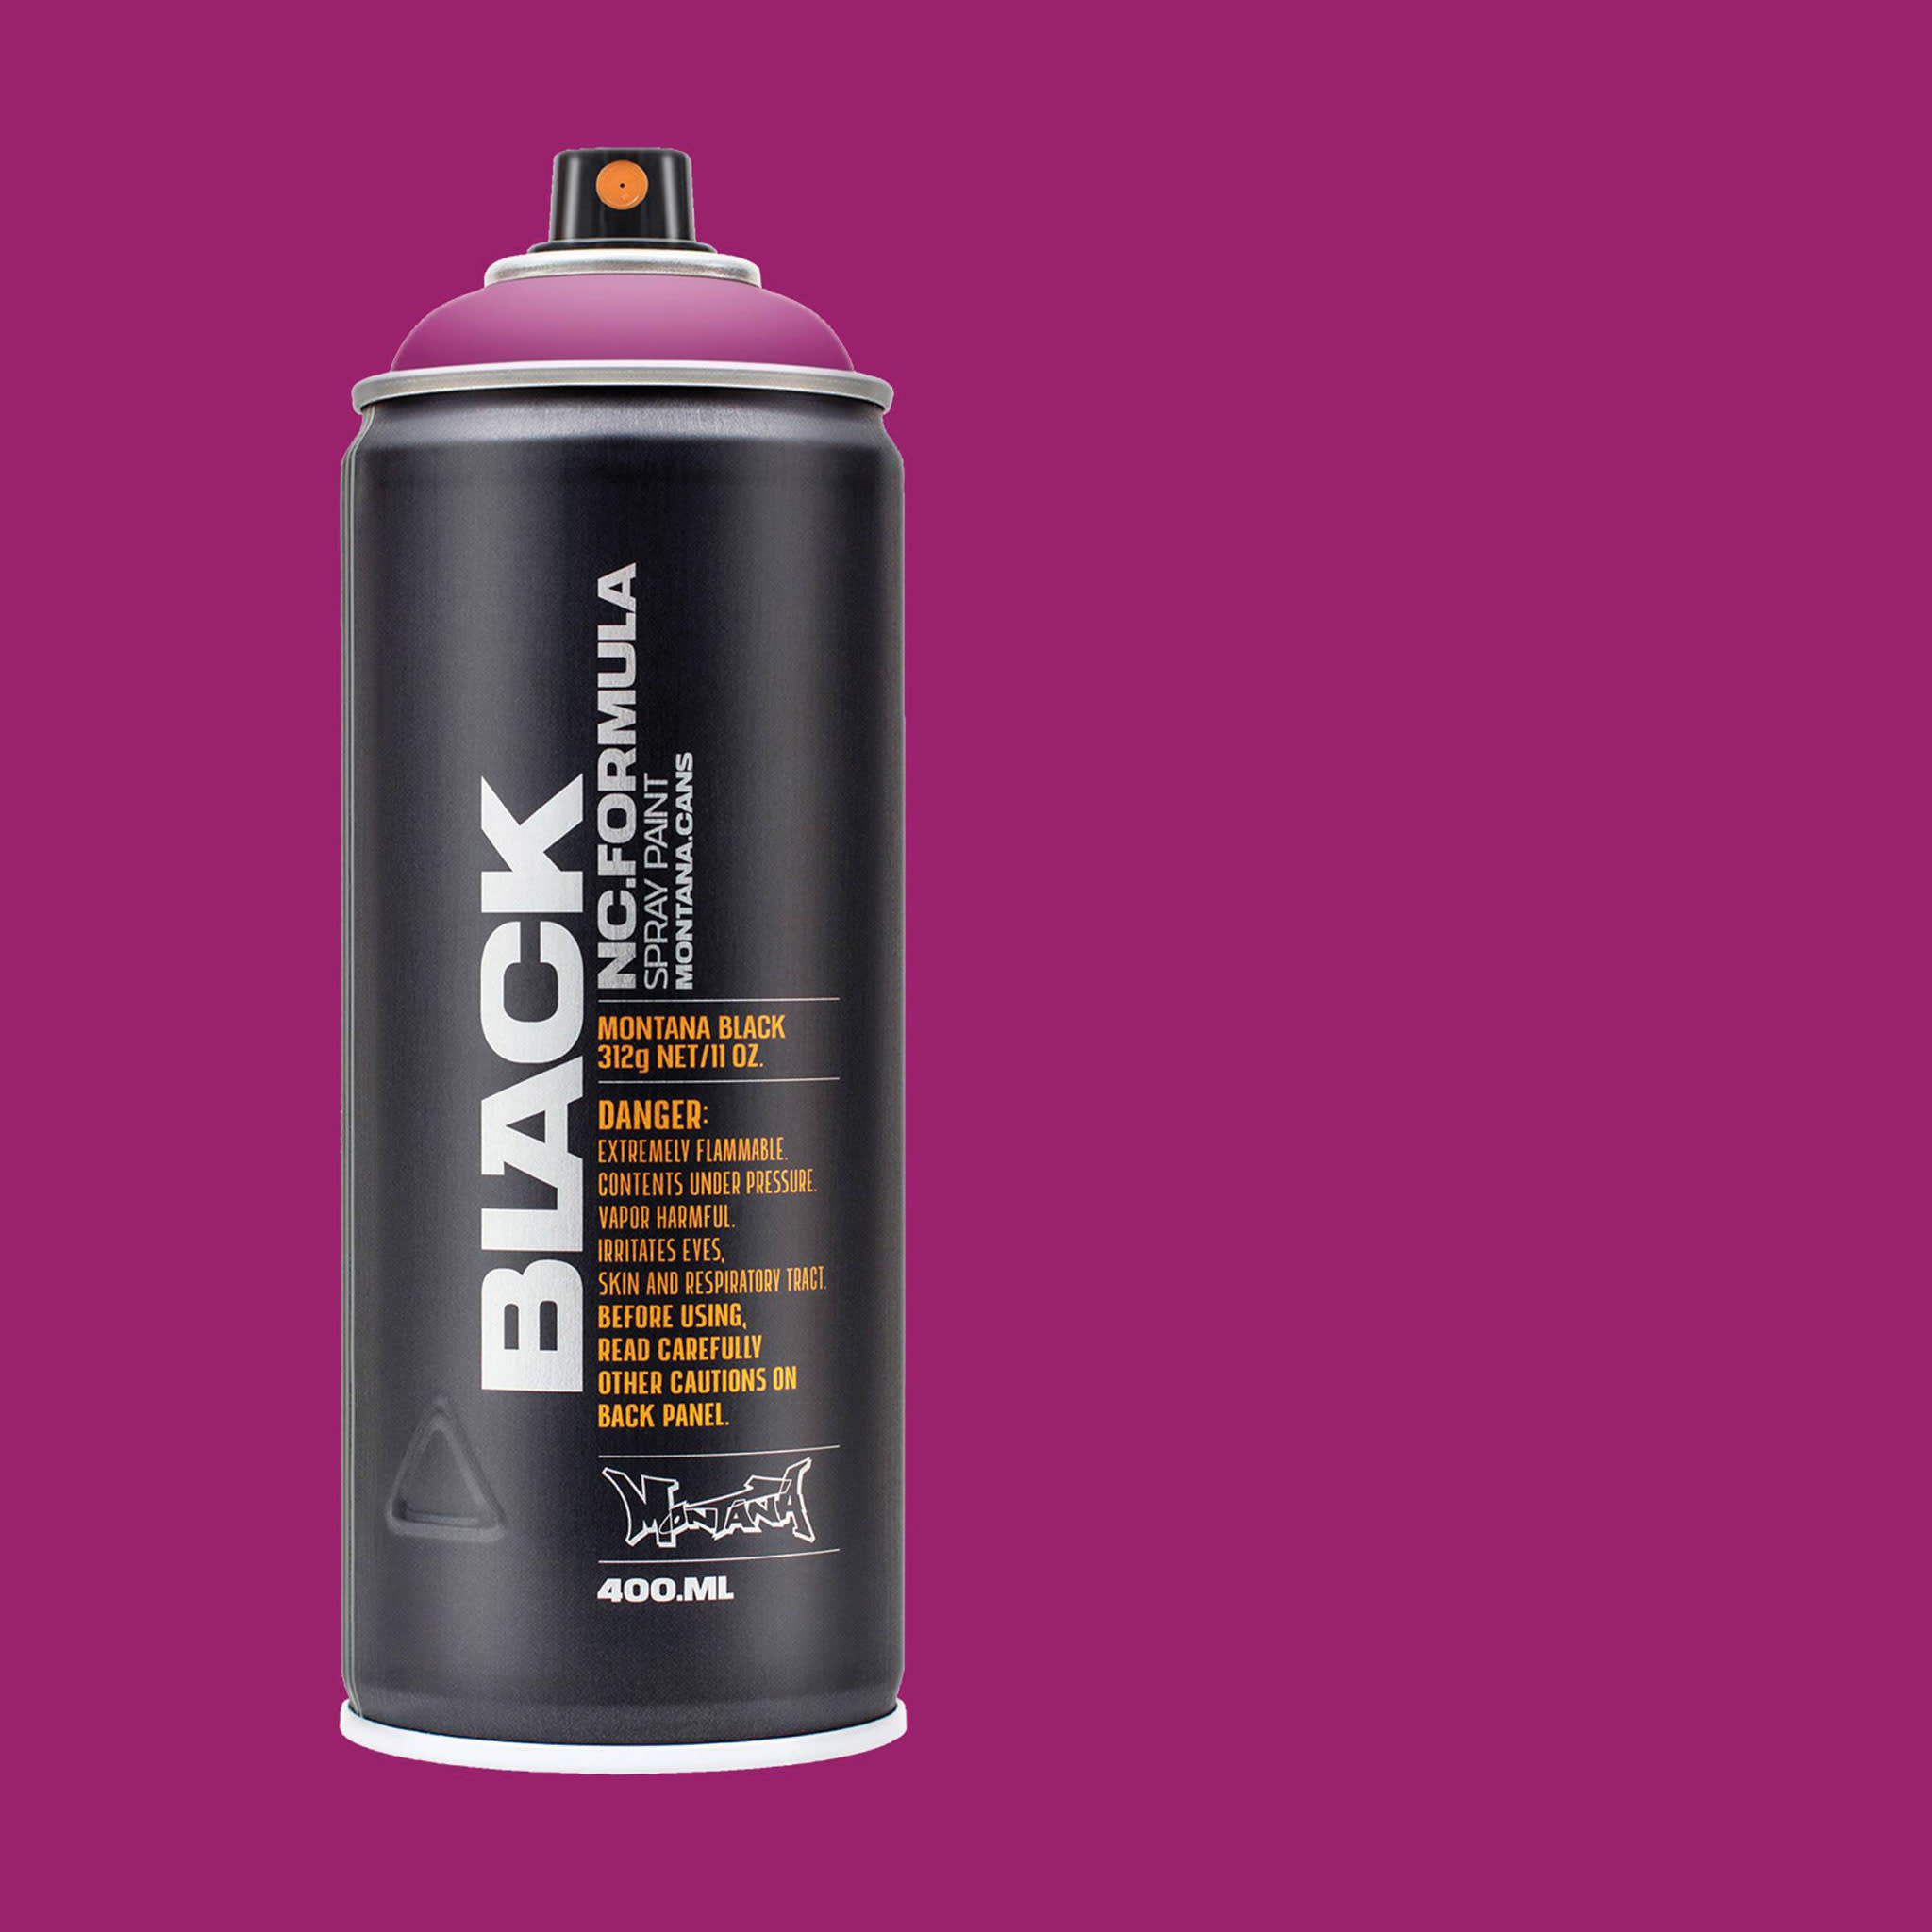 BLACK
NC.FORMULA
SPRAY PAINT
MONTANA.CANS
MONTANA BLACK
312g NET/11 OZ.
DANGER:
EXTREMELY FLAMMABLE.
CONTENTS UNDER PRESSURE.
VAPOR HARMFUL.
IRRITATES EYES,
SKIN AND RESPIRATORY TRACT.
BEFORE USING,
READ CAREFULLY
OTHER CAUTIONS ON
BACK PANEL.
MONTANA
400.ML